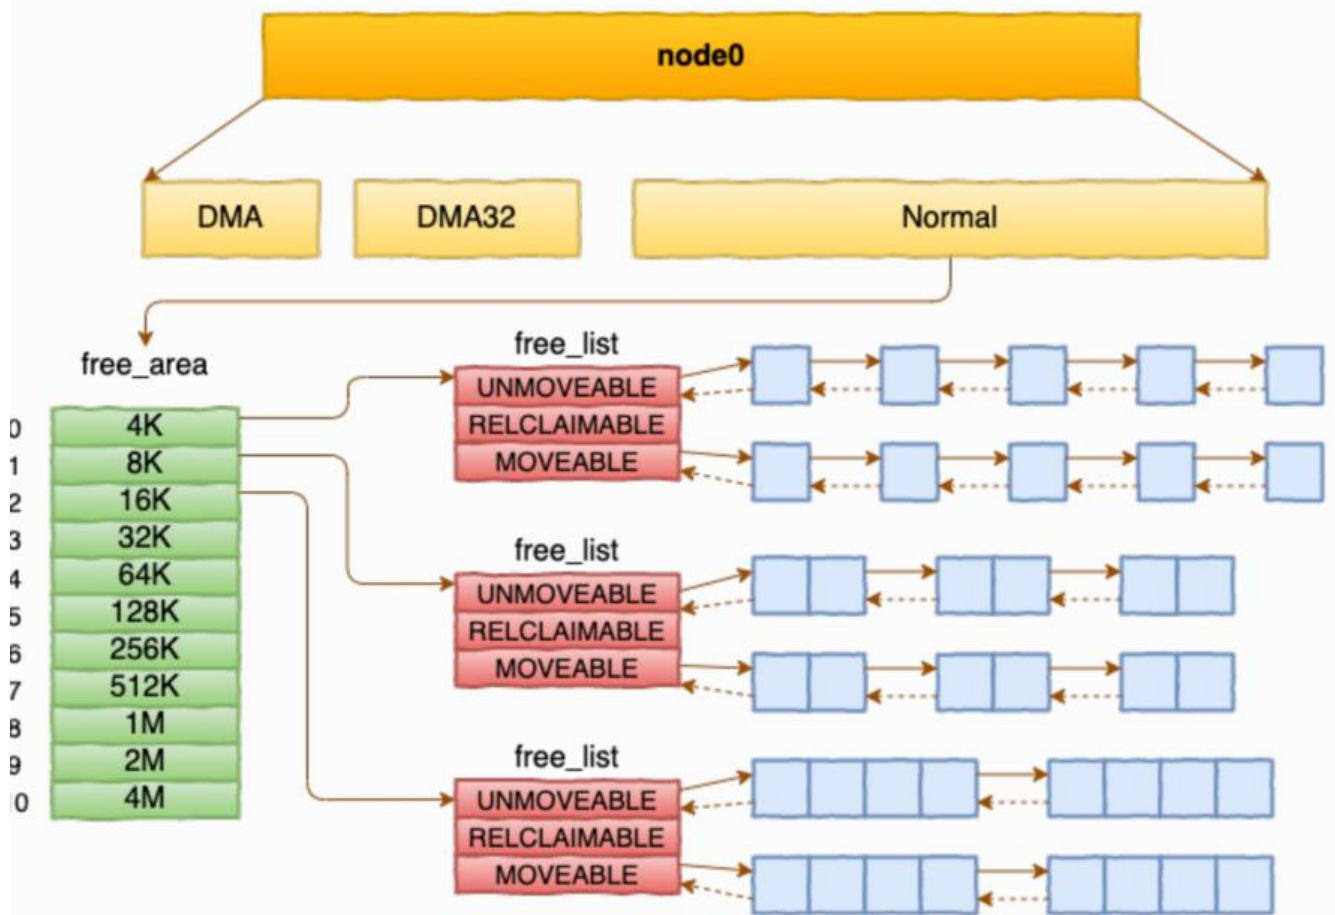 node0
DMA DMA32 Normal
free_area
0 4K
1 8K
2 16K
3 32K
4 64K
5 128K
6 256K
7 512K
8 1M
9 2M
0 4M
free_list
UNMOVEABLE
RELCLAIMABLE
MOVEABLE
free_list
UNMOVEABLE
RELCLAIMABLE
MOVEABLE
free_list
UNMOVEABLE
RELCLAIMABLE
MOVEABLE